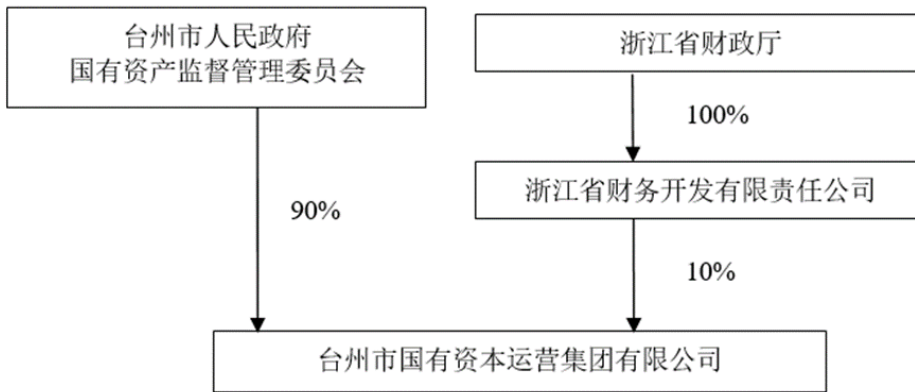 台州市人民政府
国有资产监督管理委员会
浙江省财政厅
100%
浙江省财务开发有限责任公司
90%
10%
台州市国有资本运营集团有限公司